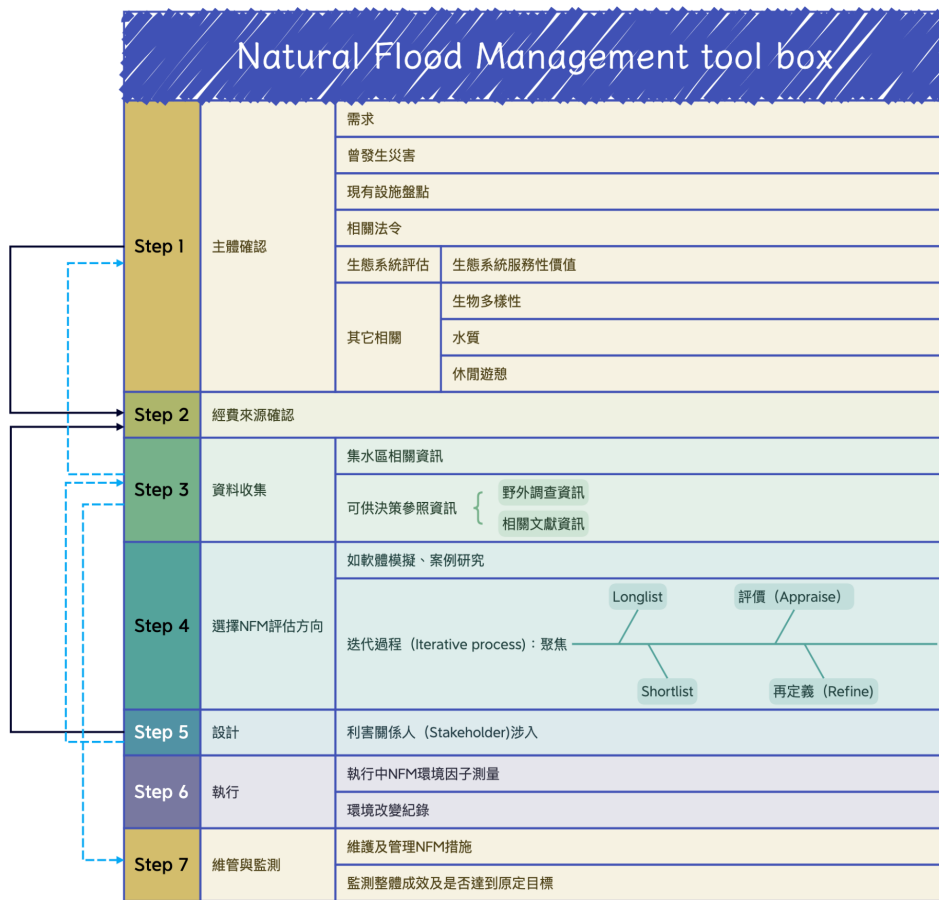 Natural Flood Management tool box
Step 1
主體確認
需求
曾發生災害
現有設施盤點
相關法令
生態系統評估
生態系統服務性價值
其它相關
生物多樣性
水質
休閒遊憩
Step 2
經費來源確認
Step 3
資料收集
集水區相關資訊
可供決策參照資訊
野外調查資訊
相關文獻資訊
Step 4
選擇NFM評估方向
如軟體模擬、案例研究
迭代過程（Iterative process)：聚焦
Longlist
評價（Appraise）
Shortlist
再定義（Refine)
Step 5
設計
利害關係人（Stakeholder)涉入
Step 6
執行
執行中NFM環境因子測量
環境改變紀錄
Step 7
維管與監測
維護及管理NFM措施
監測整體成效及是否達到原定目標